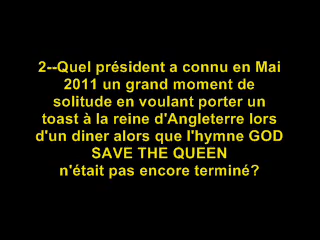 2--Quel président a connu en Mai
2011 un grand moment de
solitude en voulant porter un
toast à la reine d'Angleterre lors
d'un diner alors que l'hymne GOD
SAVE THE QUEEN
n'était pas encore terminé?